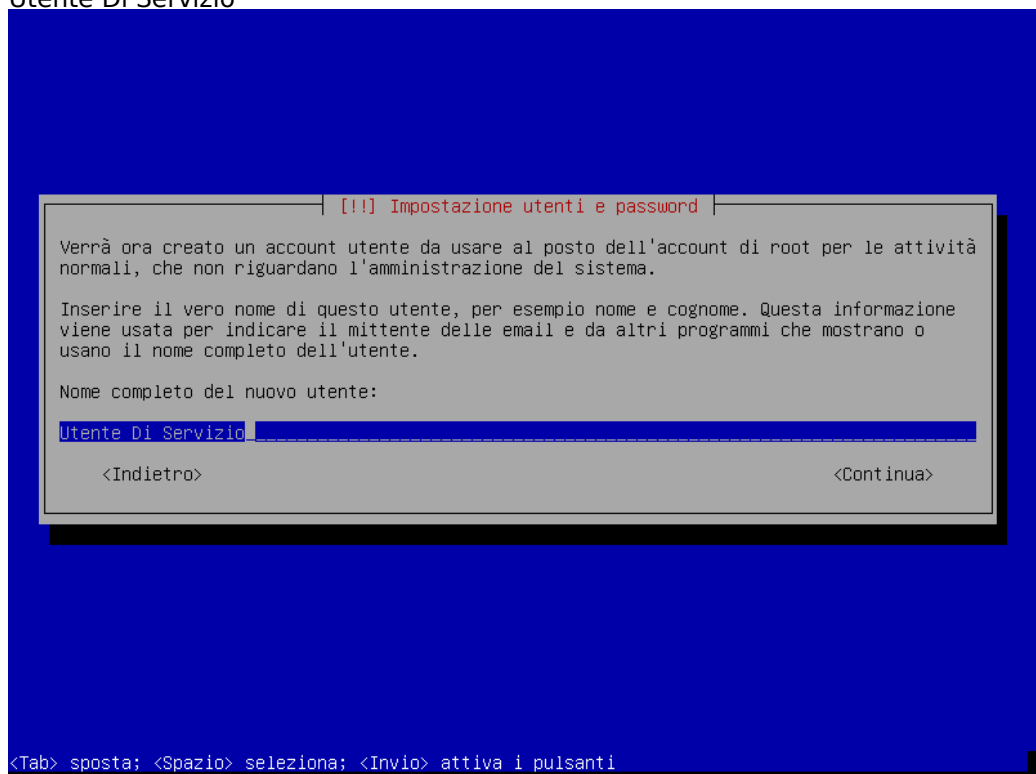 Utente Di Servizio
[!!] Impostazione utenti e password
Verrà ora creato un account utente da usare al posto dell'account di root per le attività
normali, che non riguardano l'amministrazione del sistema.
Inserire il vero nome di questo utente, per esempio nome e cognome. Questa informazione
viene usata per indicare il mittente delle email e da altri programmi che mostrano o
usano il nome completo dell'utente.
Nome completo del nuovo utente:
Utente Di Servizio
<Indietro> <Continua>
<Tab> sposta; <Spazio> seleziona; <Invio> attiva i pulsanti